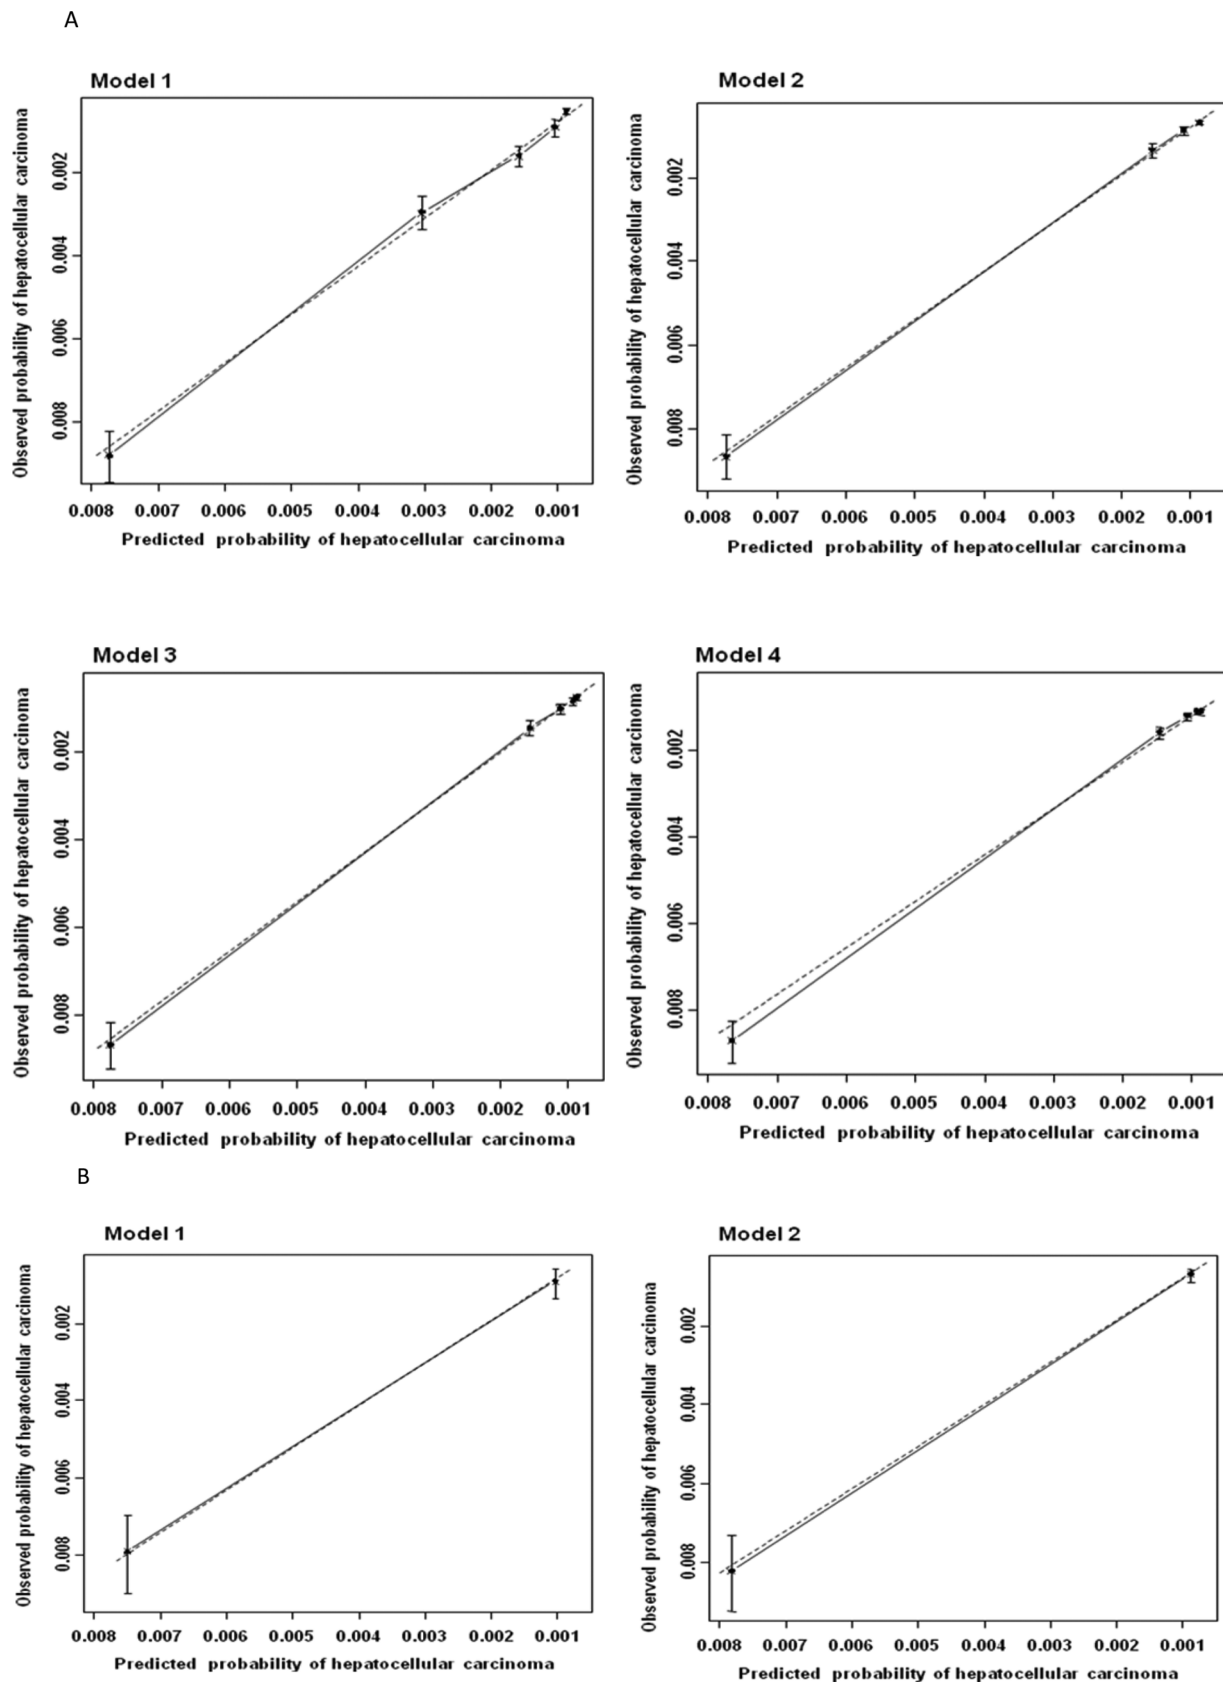 A
Model 1
Observed probability of hepatocellular carcinoma
0.002
0.004
0.006
0.008
0.008 0.007 0.006 0.005 0.004 0.003 0.002 0.001
Predicted probability of hepatocellular carcinoma
Model 2
Observed probability of hepatocellular carcinoma
0.002
0.004
0.006
0.008
0.008 0.007 0.006 0.005 0.004 0.003 0.002 0.001
Predicted probability of hepatocellular carcinoma
Model 3
Observed probability of hepatocellular carcinoma
0.002
0.004
0.006
0.008
0.008 0.007 0.006 0.005 0.004 0.003 0.002 0.001
Predicted probability of hepatocellular carcinoma
Model 4
Observed probability of hepatocellular carcinoma
0.002
0.004
0.006
0.008
0.008 0.007 0.006 0.005 0.004 0.003 0.002 0.001
Predicted probability of hepatocellular carcinoma
B
Model 1
Observed probability of hepatocellular carcinoma
0.002
0.004
0.006
0.008
0.008 0.007 0.006 0.005 0.004 0.003 0.002 0.001
Predicted probability of hepatocellular carcinoma
Model 2
Observed probability of hepatocellular carcinoma
0.002
0.004
0.006
0.008
0.008 0.007 0.006 0.005 0.004 0.003 0.002 0.001
Predicted probability of hepatocellular carcinoma